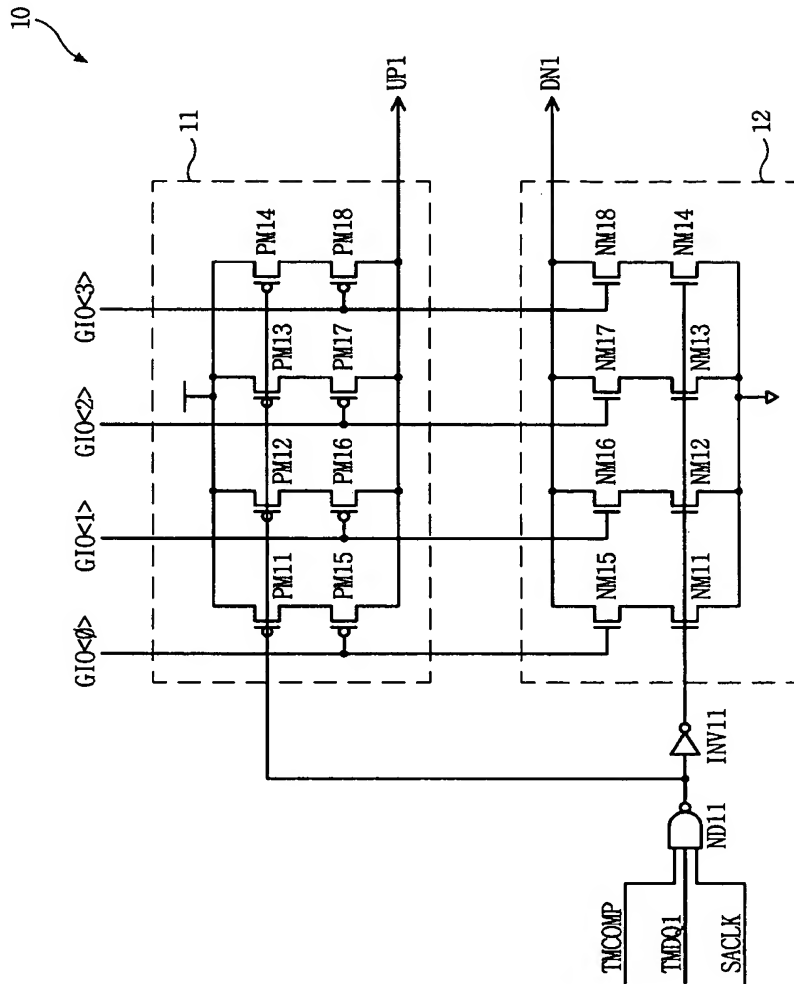 10
GIO<0>
GIO<1>
GIO<2>
GIO<3>
11
PM11
PM12
PM13
PM14
PM15
PM16
PM17
PM18
UP1
DN1
12
NM15
NM16
NM17
NM18
NM11
NM12
NM13
NM14
TMCOMP
TMDQ1
SACLK
ND11
INV11